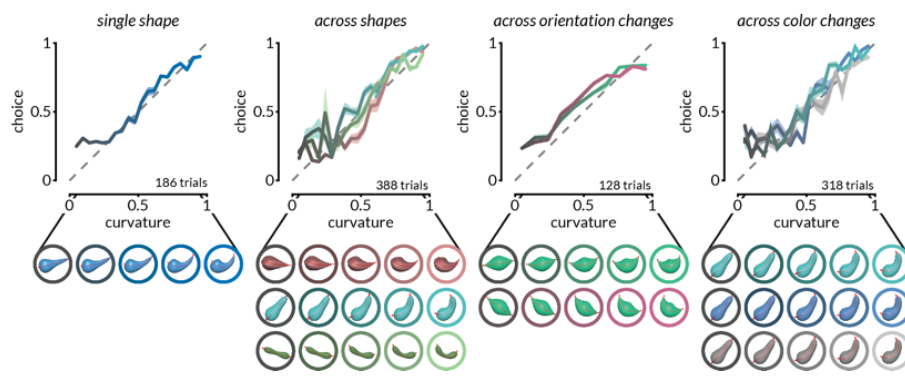 single shape
across shapes
across orientation changes
across color changes
1
0.5
0
choice
186 trials
0
0.5
1
curvature
1
0.5
0
choice
388 trials
0
0.5
1
curvature
1
0.5
0
choice
128 trials
0
0.5
1
curvature
1
0.5
0
choice
318 trials
0
0.5
1
curvature